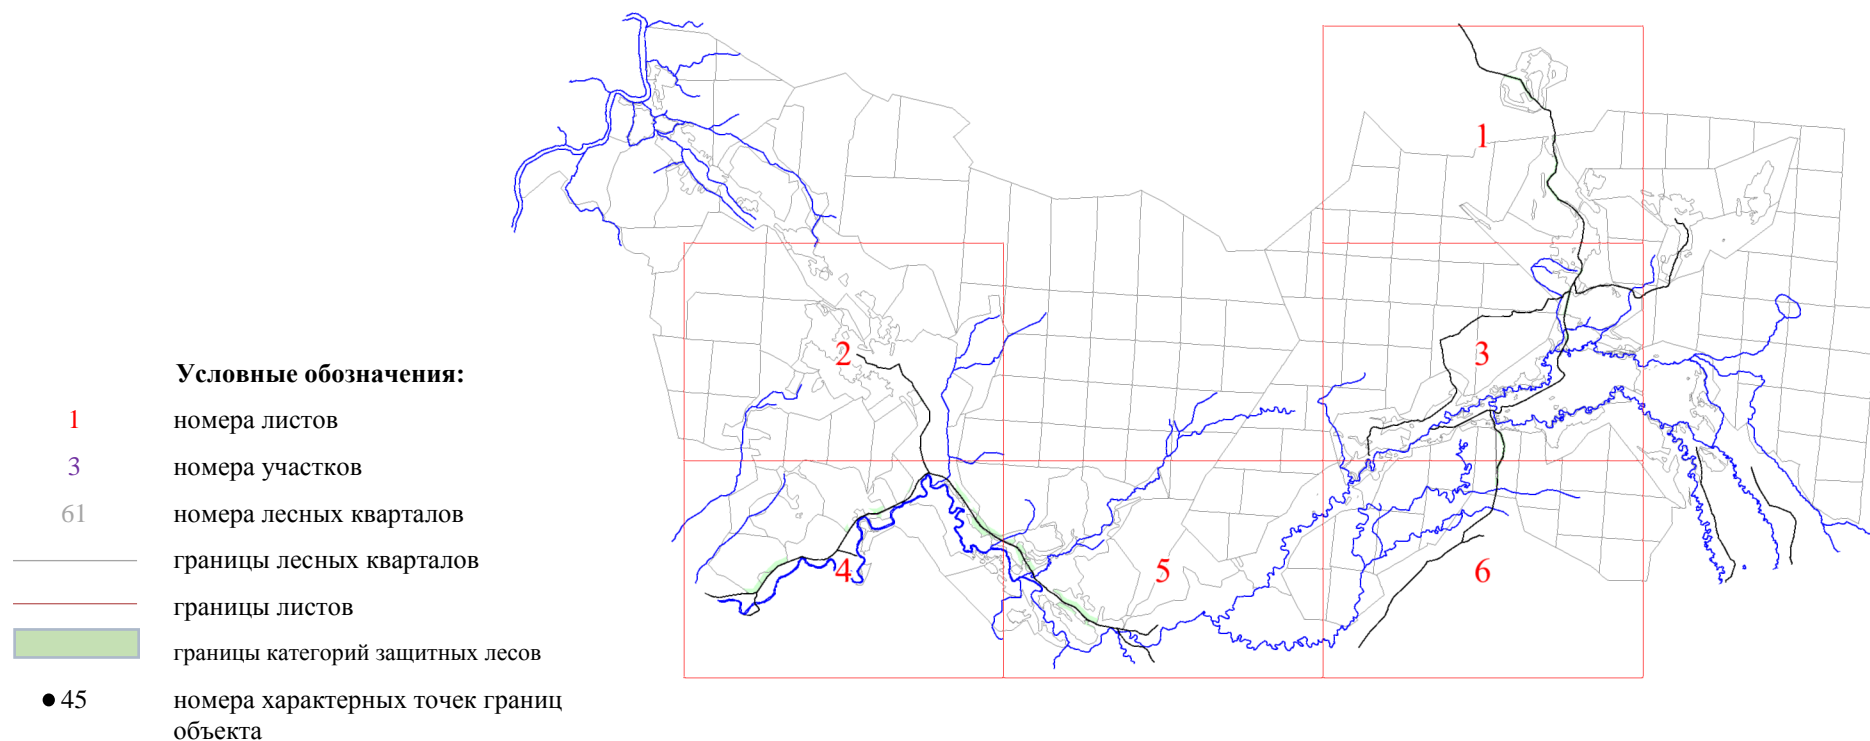 Условные обозначения:
1 номера листов
3 номера участков
61 номера лесных кварталов
границы лесных кварталов
границы листов
границы категорий защитных лесов
45 номера характерных точек границ
объекта
1
2
3
4
5
6